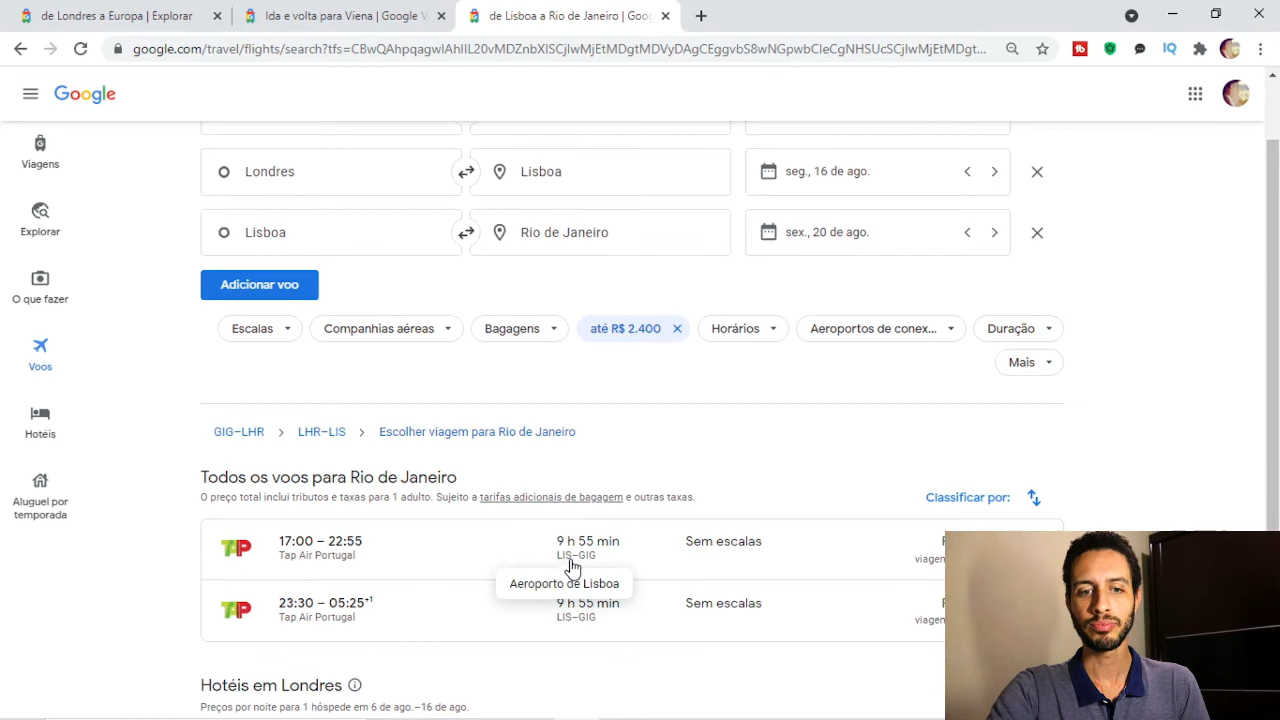 de Londres a Europa | Explorar
Ida e volta para Viena | Google V
de Lisboa a Rio de Janeiro | Goog
google.com/travel/flights/search?tfs=CBwQAhpqagwIAhIIL20vMDZnbXISCjIwMjEtMDgtMDVyDAgCEggvbS8wNGpwbCIeCgNHSUcSCjIwMjEtMDgt...
Google
Viagens
Explorar
O que fazer
Voos
Hotéis
Aluguel por
temporada
Londres
Lisboa
seg., 16 de ago.
Lisboa
Rio de Janeiro
sex., 20 de ago.
Adicionar voo
Escalas
Companhias aéreas
Bagagens
até R$ 2.400
Horários
Aeroportos de conex...
Duração
Mais
GIG–LHR
LHR–LIS
Escolher viagem para Rio de Janeiro
Todos os voos para Rio de Janeiro
O preço total inclui tributos e taxas para 1 adulto. Sujeito a tarifas adicionais de bagagem e outras taxas.
Classificar por:
TAP
17:00 – 22:55
Tap Air Portugal
9 h 55 min
LIS–GIG
Sem escalas
Aeroporto de Lisboa
TAP
23:30 – 05:25+1
Tap Air Portugal
9 h 55 min
LIS–GIG
Sem escalas
Hotéis em Londres
Preços por noite para 1 hóspede em 6 de ago.–16 de ago.